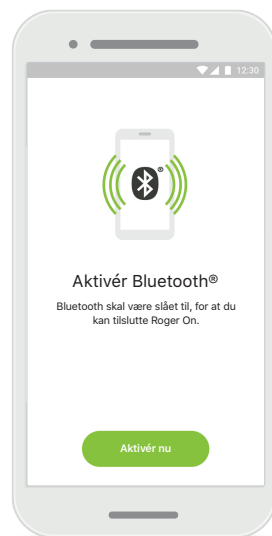 12:30
®
Aktivér Bluetooth®
Bluetooth skal være slået til, for at du
kan tilslutte Roger On.
Aktivér nu